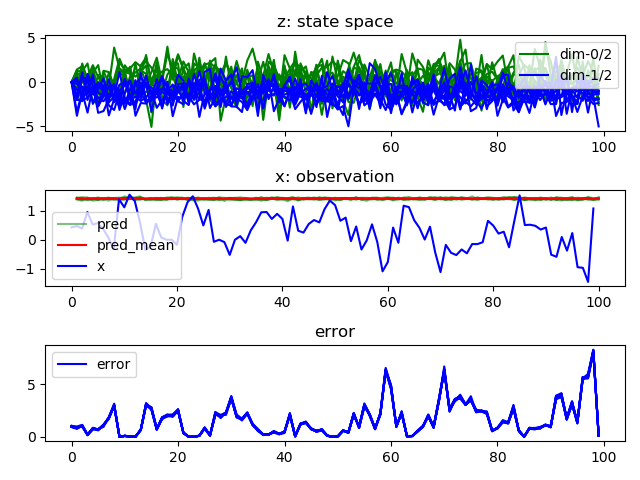 z: state space
5
0
−5
dim-0/2
dim-1/2
0 20 40 60 80 100
x: observation
1
0
−1
pred
pred_mean
x
0 20 40 60 80 100
error
5
0
error
0 20 40 60 80 100